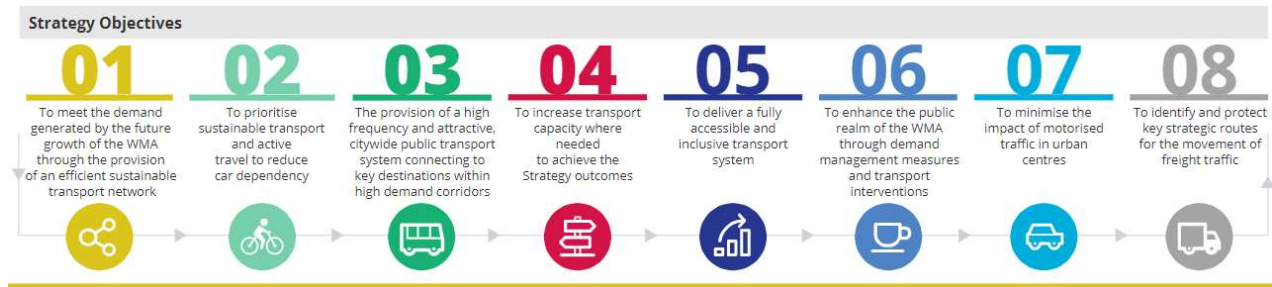 Strategy Objectives
01
To meet the demand
generated by the future
growth of the WMA
through the provision
of an efficient sustainable
transport network
02
To prioritise
sustainable transport
and active
travel to reduce
car dependency
03
The provision of a high
frequency and attractive,
citywide public transport
system connecting to
key destinations within
high demand corridors
04
To increase transport
capacity where
needed
to achieve the
Strategy outcomes
05
To deliver a fully
accessible and
inclusive transport
system
06
To enhance the public
realm of the WMA
through demand
management measures
and transport
interventions
07
To minimise the
impact of motorised
traffic in urban
centres
08
To identify and protect
key strategic routes
for the movement of
freight traffic